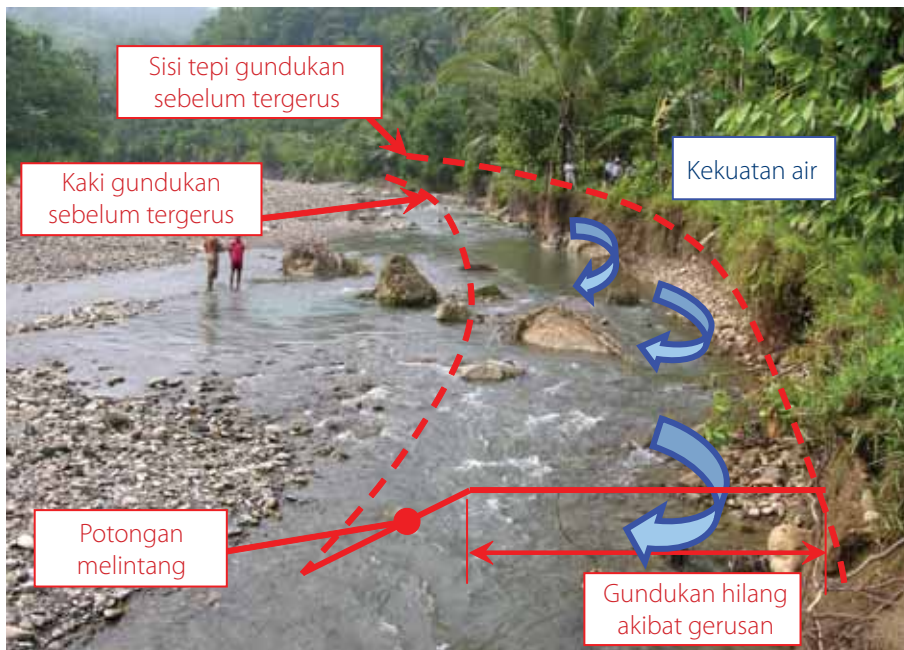 Sisi tepi gundukan
sebelum tergerus
Kaki gundukan
sebelum tergerus
Kekuatan air
Potongan
melintang
Gundukan hilang
akibat gerusan